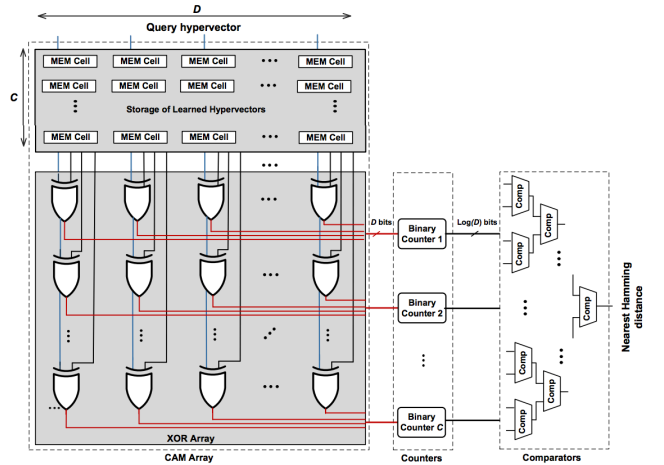 D
Query hypervector
C
MEM Cell MEM Cell MEM Cell ••• MEM Cell
MEM Cell MEM Cell MEM Cell ••• MEM Cell
Storage of Learned Hypervectors
MEM Cell MEM Cell MEM Cell ••• MEM Cell
•••
D bits
Binary
Counter 1
Log(D) bits
Binary
Counter 2
Binary
Counter C
Comp
Comp
Comp
Comp
Comp
Comp
Comp
Nearest Hamming
distance
XOR Array
CAM Array
Counters
Comparators